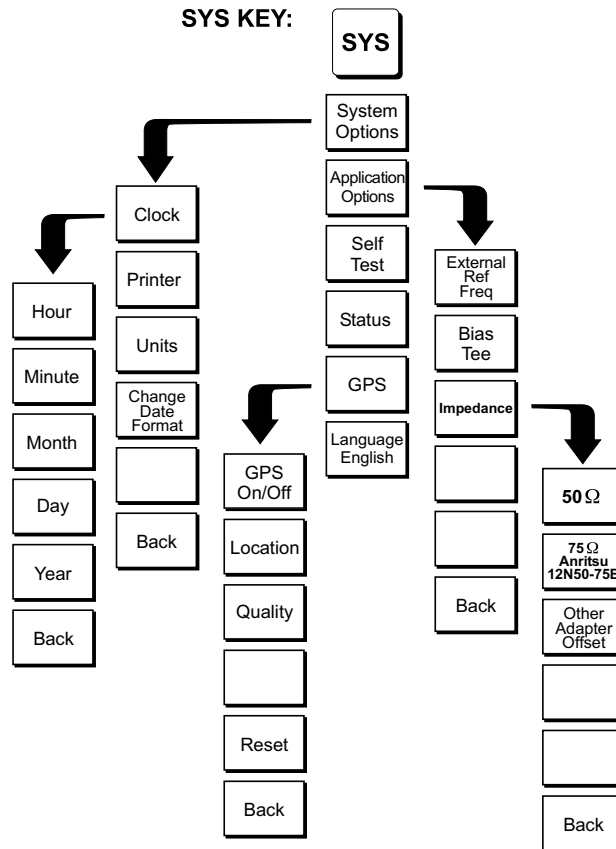 SYS KEY:
SYS
System
Options
Application
Options
Self
Test
Status
GPS
Language
English
Clock
Printer
Units
Change
Date
Format
Back
Hour
Minute
Month
Day
Year
Back
GPS
On/Off
Location
Quality
Reset
Back
External
Ref
Freq
Bias
Tee
Impedance
Back
50 Ω
75 Ω
Anritsu
12N50-75B
Other
Adapter
Offset
Back